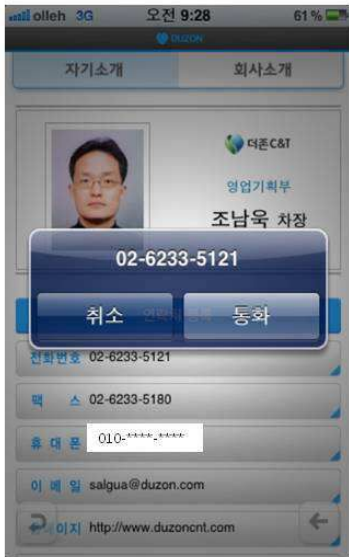 olleh 3G 오전 9:28 61%
DUZON
자기소개 회사소개
더존C&T
영업기획부
조남욱 차장
02-6233-5121
취소 통화
전화번호 02-6233-5121
팩 스 02-6233-5180
휴 대 폰 010-****-****
이 메 일 salgua@duzon.com
이지 http://www.duzoncnt.com